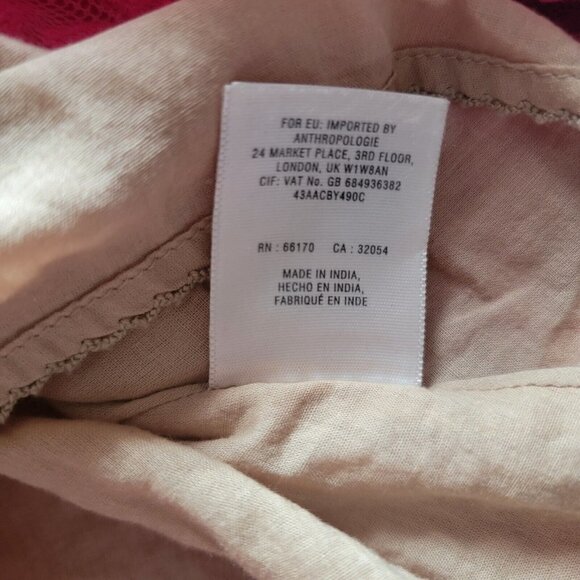 FOR EU: IMPORTED BY
ANTHROPOLOGIE
24 MARKET PLACE, 3RD FLOOR,
LONDON, UK W1W8AN
CIF: VAT No. GB 684936382
43AACBY490C
RN : 66170 CA : 32054
MADE IN INDIA,
HECHO EN INDIA,
FABRIQUÉ EN INDE